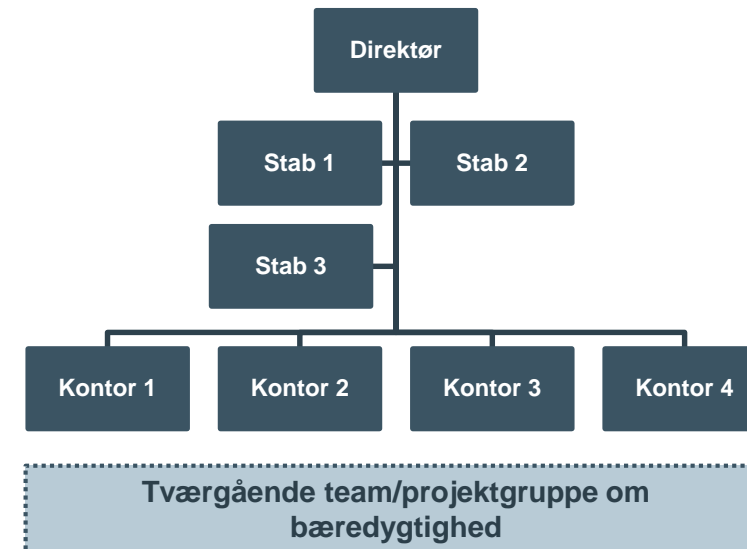 Direktør
Stab 1
Stab 2
Stab 3
Kontor 1
Kontor 2
Kontor 3
Kontor 4
Tværgående team/projektgruppe om
bæredygtighed